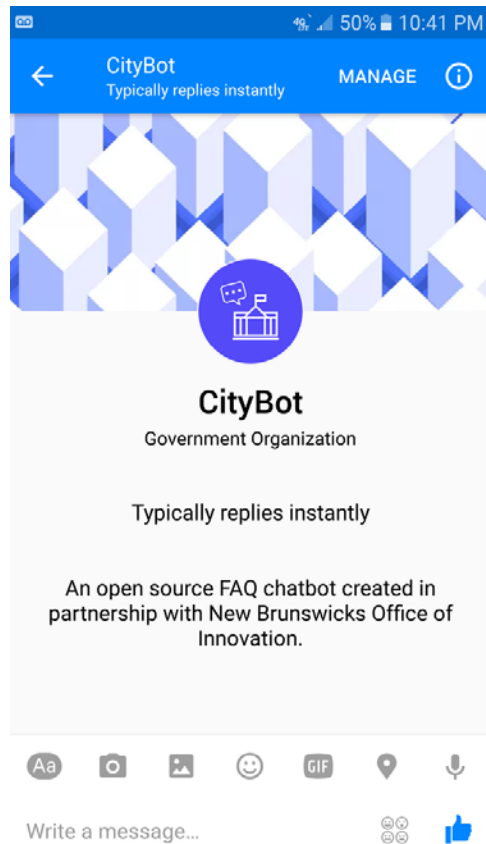 50% 10:41 PM
CityBot
Typically replies instantly
MANAGE
CityBot
Government Organization
Typically replies instantly
An open source FAQ chatbot created in
partnership with New Brunswicks Office of
Innovation.
Aa
GIF
Write a message...